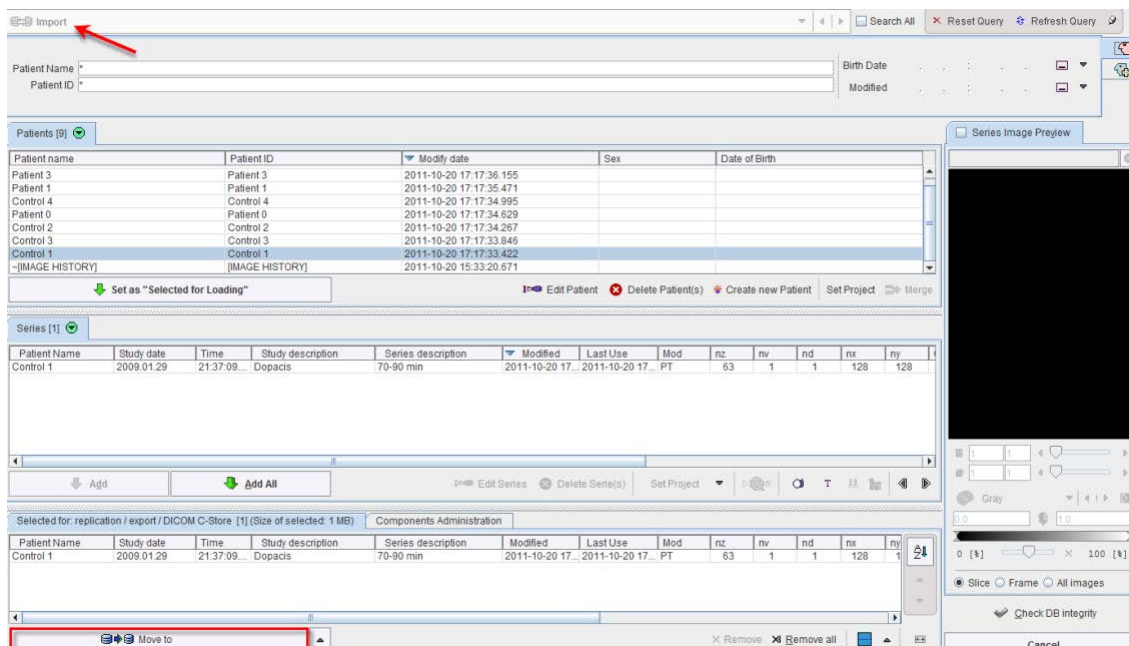 Import Search All Reset Query Refresh Query
Patient Name * Birth Date . . : . .
Patient ID * Modified . . : . .
Patients [9] Series Image Preview
Patient name Patient ID Modify date Sex Date of Birth
Patient 3 Patient 3 2011-10-20 17:17:36.155
Patient 1 Patient 1 2011-10-20 17:17:35.471
Control 4 Control 4 2011-10-20 17:17:34.995
Patient 0 Patient 0 2011-10-20 17:17:34.629
Control 2 Control 2 2011-10-20 17:17:34.267
Control 3 Control 3 2011-10-20 17:17:33.846
Control 1 Control 1 2011-10-20 17:17:33.422
~[IMAGE HISTORY] [IMAGE HISTORY] 2011-10-20 15:33:20.671
Set as "Selected for Loading" Edit Patient Delete Patient(s) Create new Patient Set Project Merge
Series [1]
Patient Name Study date Time Study description Series description Modified Last Use Mod nz nv nd nx ny
Control 1 2009.01.29 21:37:09.... Dopacis 70-90 min 2011-10-20 17... 2011-10-20 17... PT 63 1 1 128 128
1 1
1 1
Add Add All Edit Series Delete Serie(s) Set Project T
Gray
0.0 1.0
Selected for: replication / export / DICOM C-Store [1] (Size of selected: 1 MB) Components Administration
Patient Name Study date Time Study description Series description Modified Last Use Mod nz nv nd nx ny
Control 1 2009.01.29 21:37:09.... Dopacis 70-90 min 2011-10-20 17... 2011-10-20 17... PT 63 1 1 128 1
0 [%] 100 [%]
Slice Frame All images
Check DB integrity
Move to Remove Remove all Cancel